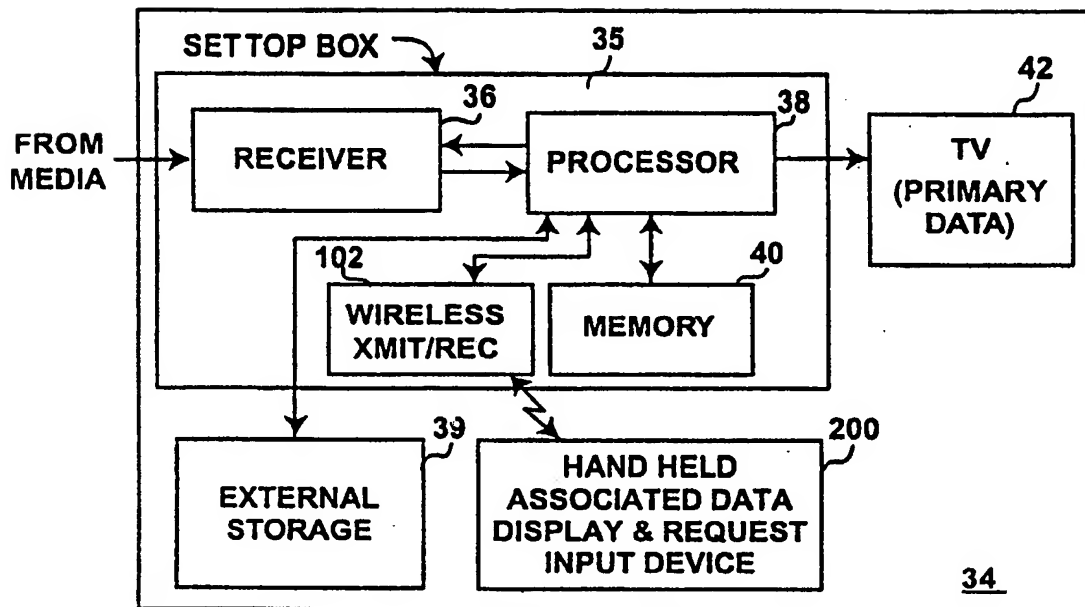 SET TOP BOX
35
36
RECEIVER
38
PROCESSOR
42
TV
(PRIMARY
DATA)
FROM
MEDIA
102
WIRELESS
XMIT/REC
40
MEMORY
39
EXTERNAL
STORAGE
200
HAND HELD
ASSOCIATED DATA
DISPLAY & REQUEST
INPUT DEVICE
34